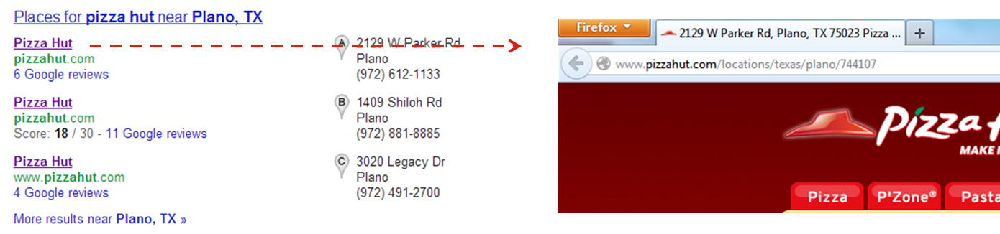 Places for pizza hut near Plano, TX
Pizza Hut
pizzahut.com
6 Google reviews
A 2129 W Parker Rd
Plano
(972) 612-1133
Pizza Hut
pizzahut.com
Score: 18 / 30 - 11 Google reviews
B 1409 Shiloh Rd
Plano
(972) 881-8885
Pizza Hut
www.pizzahut.com
4 Google reviews
C 3020 Legacy Dr
Plano
(972) 491-2700
More results near Plano, TX »
Firefox
2129 W Parker Rd, Plano, TX 75023 Pizza ...
www.pizzahut.com/locations/texas/plano/744107
Pizza
MAKE
Pizza P'Zone® Pasta